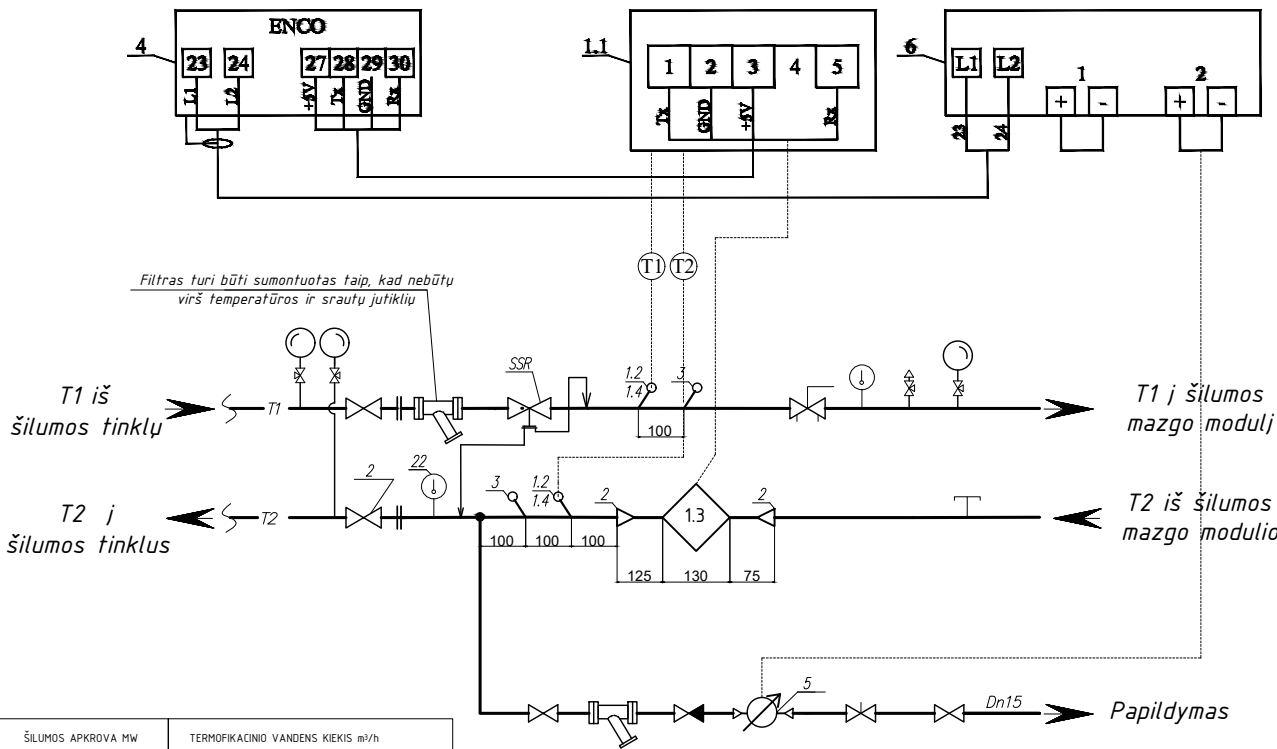 ENCO
4
23 24 27 28 29 30
L1 L2 +5V Tx GND Rx
1.1
1 2 3 4 5
Tx GND +5V Rx
6
L1 L2
1 2
+ - + -
23 24
T1 T2
Filtras turi būti sumontuotas taip, kad nebūtų
virš temperatūros ir srautų jutiklių
SSR
1.2
1.4
3
T1 iš
šilumos tinklų
T1
100
T1 į šilumos
mazgo modulį
2
22
3
1.2
1.4
2
1.3
2
T2 į
šilumos tinklus
T2
T2 iš šilumos
mazgo modulio
100 100 100
125 130 75
5
Dn15
Papildymas
ŠILUMOS APKROVA MW
TERMOFIKACINIO VANDENS KIEKIS m³/h